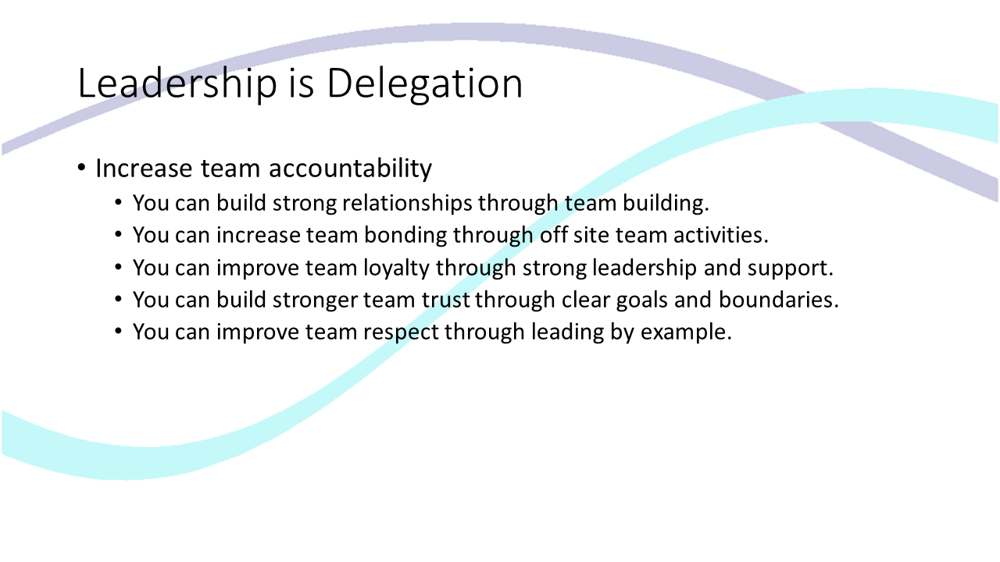 Leadership is Delegation
• Increase team accountability
• You can build strong relationships through team building.
• You can increase team bonding through off site team activities.
• You can improve team loyalty through strong leadership and support.
• You can build stronger team trust through clear goals and boundaries.
• You can improve team respect through leading by example.